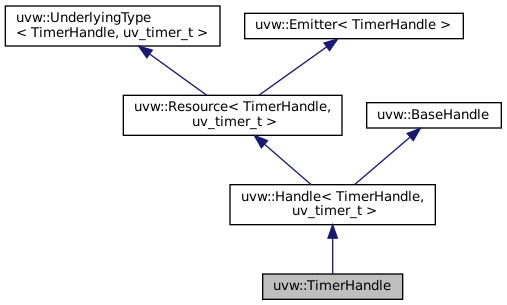 uvw::UnderlyingType
< TimerHandle, uv_timer_t >
uvw::Emitter< TimerHandle >
uvw::Resource< TimerHandle,
uv_timer_t >
uvw::BaseHandle
uvw::Handle< TimerHandle,
uv_timer_t >
uvw::TimerHandle